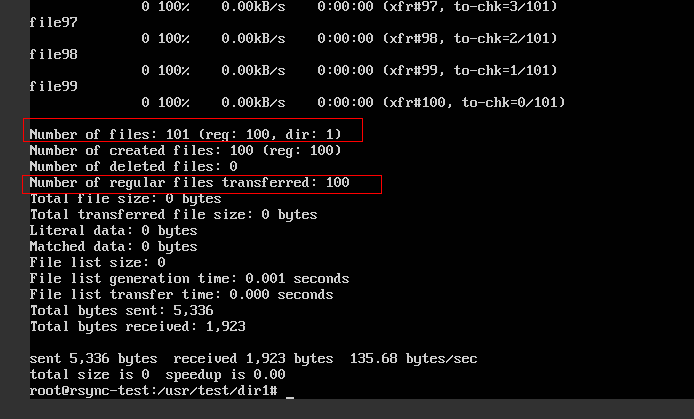 0 100% 0.00kB/s 0:00:00 (xfr#97, to-chk=3/101)
file97
0 100% 0.00kB/s 0:00:00 (xfr#98, to-chk=2/101)
file98
0 100% 0.00kB/s 0:00:00 (xfr#99, to-chk=1/101)
file99
0 100% 0.00kB/s 0:00:00 (xfr#100, to-chk=0/101)
Number of files: 101 (reg: 100, dir: 1)
Number of created files: 100 (reg: 100)
Number of deleted files: 0
Number of regular files transferred: 100
Total file size: 0 bytes
Total transferred file size: 0 bytes
Literal data: 0 bytes
Matched data: 0 bytes
File list size: 0
File list generation time: 0.001 seconds
File list transfer time: 0.000 seconds
Total bytes sent: 5,336
Total bytes received: 1,923
sent 5,336 bytes received 1,923 bytes 135.68 bytes/sec
total size is 0 speedup is 0.00
root@rsync-test:/usr/test/dir1# _